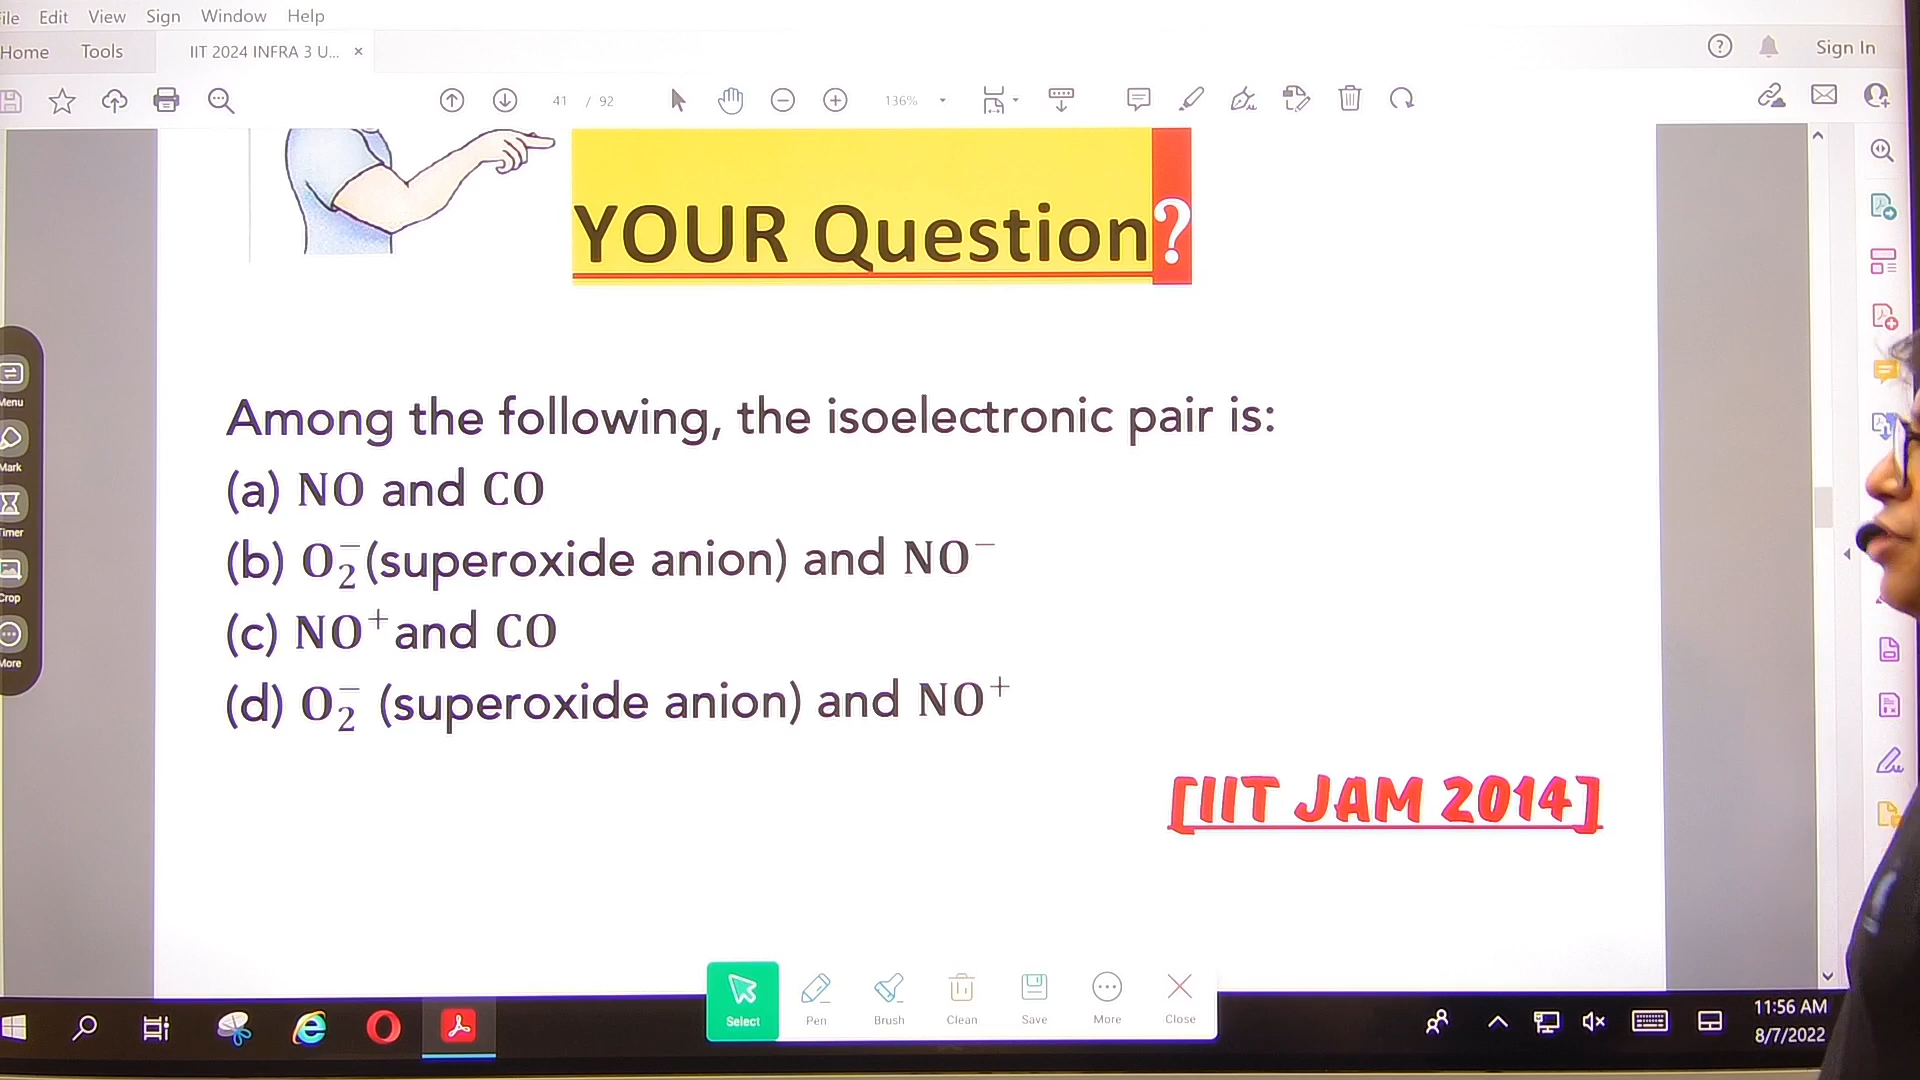 File Edit View Sign Window Help
Home Tools IIT 2024 INFRA 3 U... × Sign In
41 / 92 136%
YOUR Question?
Among the following, the isoelectronic pair is:
(a) NO and CO
(b) O₂⁻(superoxide anion) and NO⁻
(c) NO⁺and CO
(d) O₂⁻ (superoxide anion) and NO⁺
[IIT JAM 2014]
Menu
Mark
Timer
Crop
More
Select Pen Brush Clean Save More Close
11:56 AM
8/7/2022